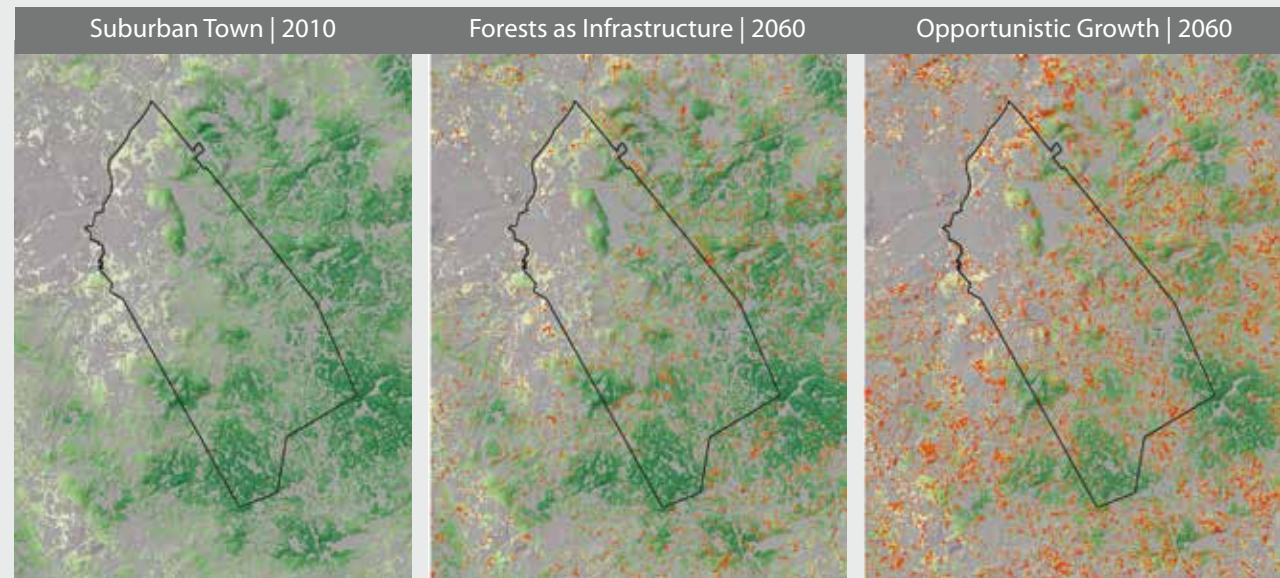 Suburban Town | 2010
Forests as Infrastructure | 2060
Opportunistic Growth | 2060